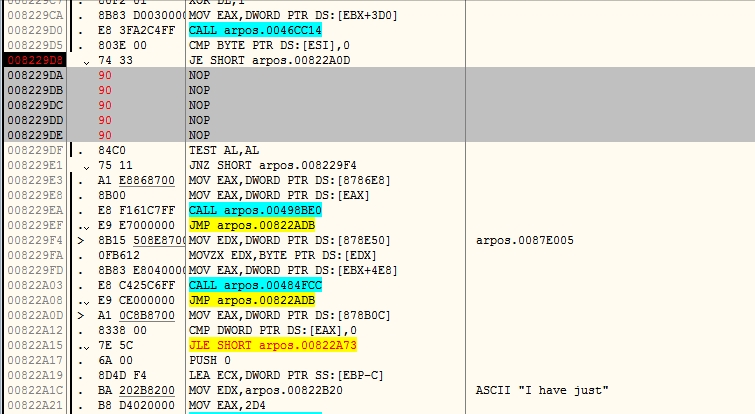 008229CA . 8B83 D0030000 MOV EAX,DWORD PTR DS:[EBX+3D0]
008229D0 . E8 3FA2C4FF CALL arpos.0046CC14
008229D5 . 803E 00 CMP BYTE PTR DS:[ESI],0
008229D8 74 33 JE SHORT arpos.00822A0D
008229DA 90 NOP
008229DB 90 NOP
008229DC 90 NOP
008229DD 90 NOP
008229DE 90 NOP
008229DF . 84C0 TEST AL,AL
008229E1 75 11 JNZ SHORT arpos.008229F4
008229E3 . A1 E8868700 MOV EAX,DWORD PTR DS:[8786E8]
008229E8 . 8B00 MOV EAX,DWORD PTR DS:[EAX]
008229EA . E8 F161C7FF CALL arpos.00498BE0
008229EF . E9 E7000000 JMP arpos.00822ADB
008229F4 > 8B15 508E8700 MOV EDX,DWORD PTR DS:[878E50] arpos.0087E005
008229FA . 0FB612 MOVZX EDX,BYTE PTR DS:[EDX]
008229FD . 8B83 E8040000 MOV EAX,DWORD PTR DS:[EBX+4E8]
00822A03 . E8 C425C6FF CALL arpos.00484FCC
00822A08 . E9 CE000000 JMP arpos.00822ADB
00822A0D > A1 0C8B8700 MOV EAX,DWORD PTR DS:[878B0C]
00822A12 . 8338 00 CMP DWORD PTR DS:[EAX],0
00822A15 . 7E 5C JLE SHORT arpos.00822A73
00822A17 . 6A 00 PUSH 0
00822A19 . 8D4D F4 LEA ECX,DWORD PTR SS:[EBP-C]
00822A1C . BA 202B8200 MOV EDX,arpos.00822B20 ASCII "I have just"
00822A21 . B8 D4020000 MOV EAX,2D4